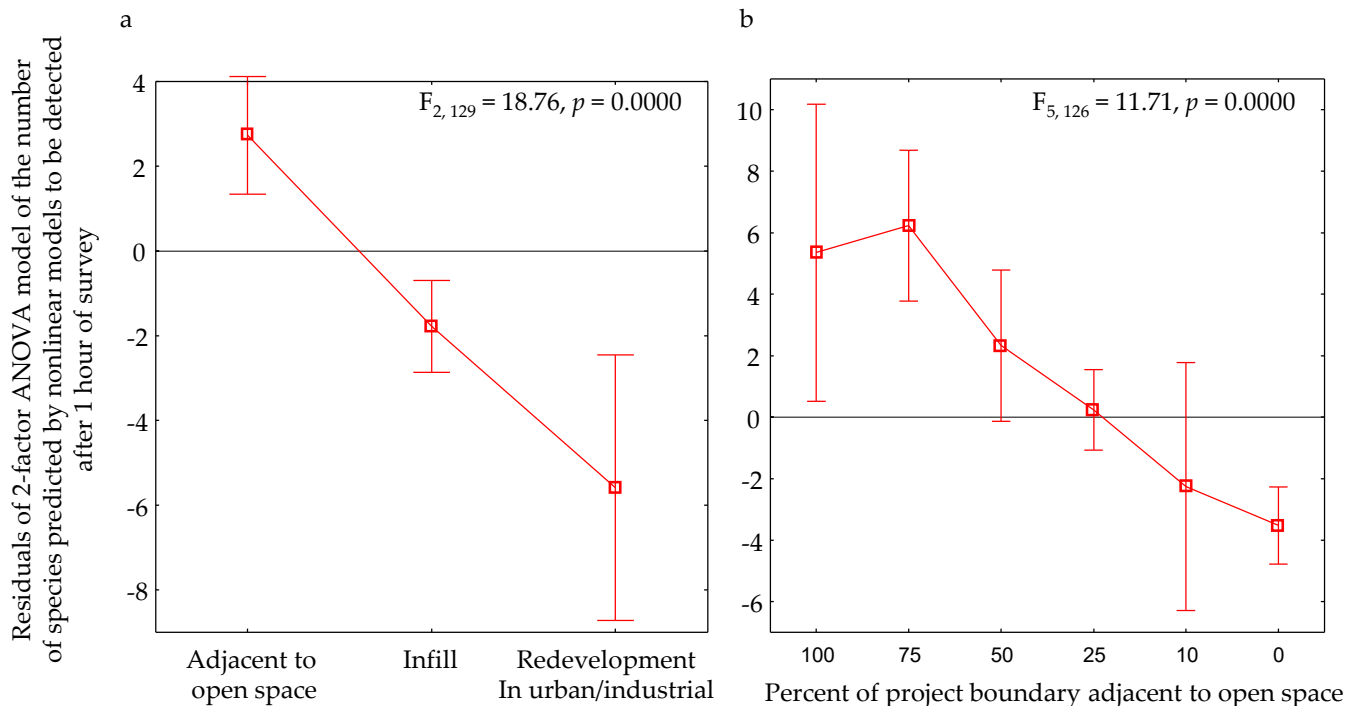 a
b
Residuals of 2-factor ANOVA model of the number
of species predicted by nonlinear models to be detected
after 1 hour of survey
4
2
0
-2
-4
-6
-8
F2, 129 = 18.76, p = 0.0000
Adjacent to
open space
Infill
Redevelopment
In urban/industrial
10
8
6
4
2
0
-2
-4
-6
F5, 126 = 11.71, p = 0.0000
100 75 50 25 10 0
Percent of project boundary adjacent to open space